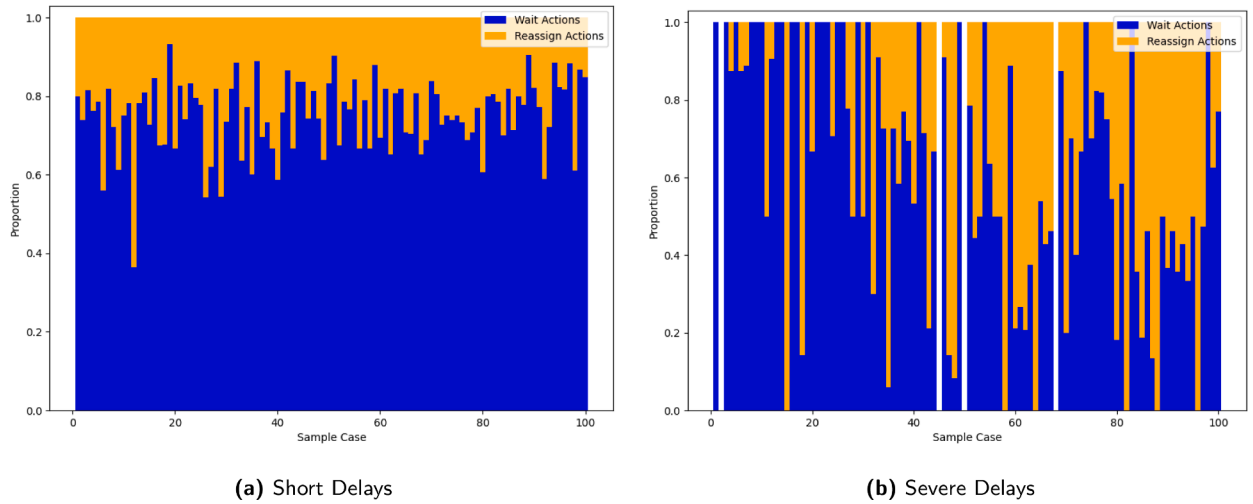 Wait Actions
Reassign Actions
1.0
0.8
0.6
0.4
0.2
0.0
Proportion
0
20
40
60
80
100
Sample Case
(a) Short Delays
Wait Actions
Reassign Actions
1.0
0.8
0.6
0.4
0.2
0.0
Proportion
0
20
40
60
80
100
Sample Case
(b) Severe Delays